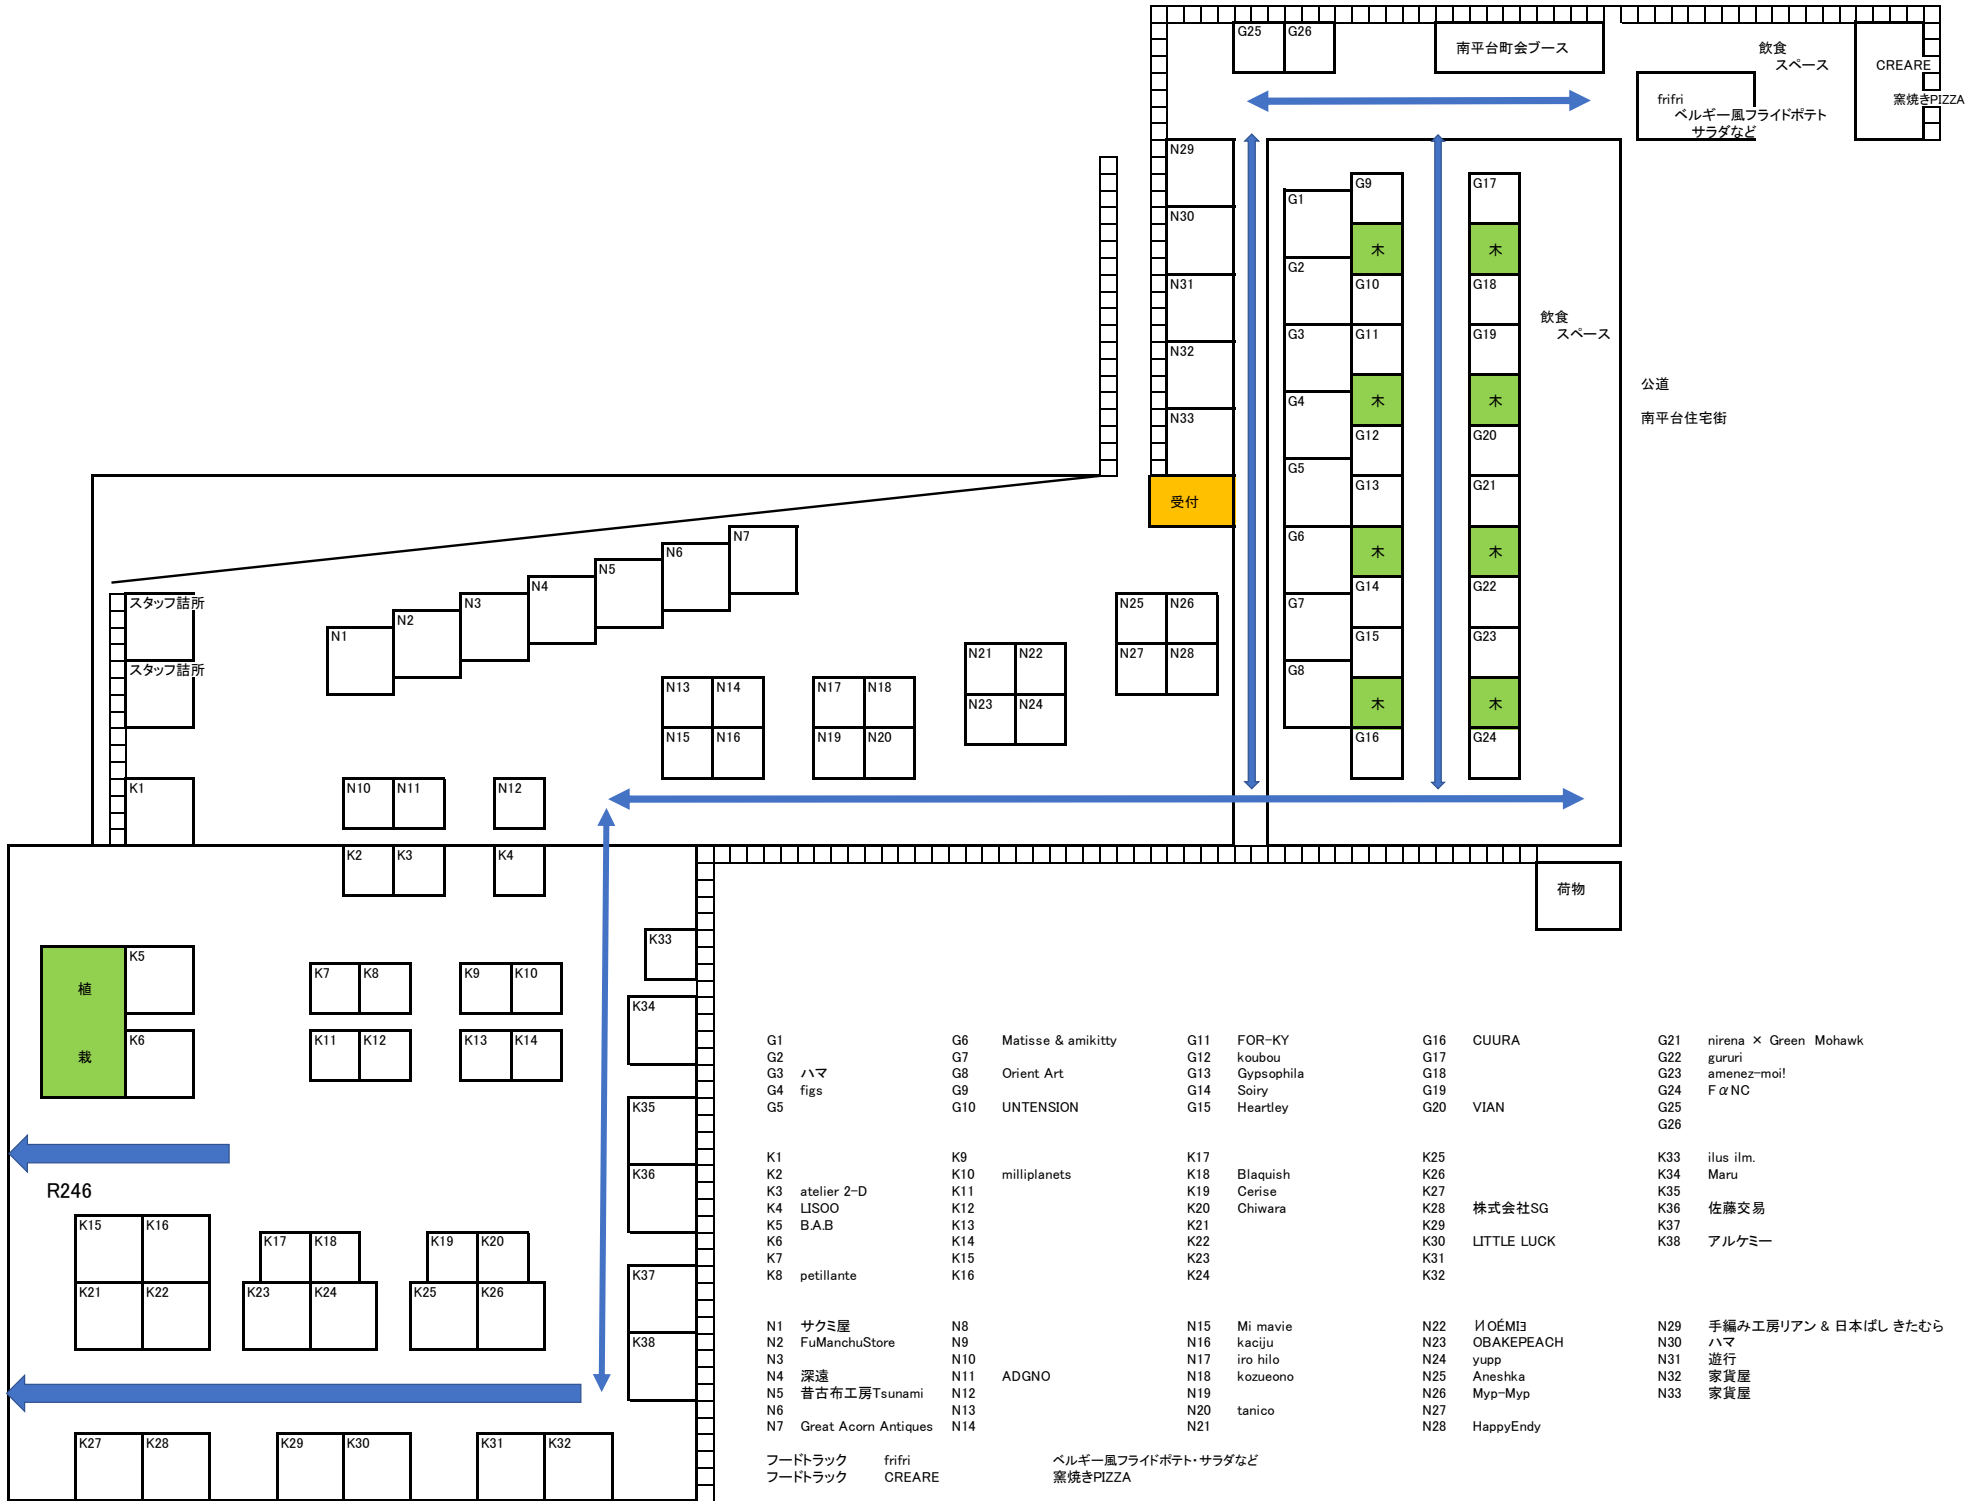 G25 G26
南平台町会ブース
飲食
スペース
CREARE
窯焼きPIZZA
frifri
ベルギー風フライドポテト
サラダなど
N29
N30
N31
N32
N33
受付
G1
G2
G3
G4
G5
G6
G7
G8
G9
木
G10
G11
木
G12
G13
木
G14
G15
木
G16
G17
木
G18
G19
木
G20
G21
木
G22
G23
木
G24
飲食
スペース
公道
南平台住宅街
スタッフ詰所
スタッフ詰所
N1
N2
N3
N4
N5
N6
N7
N13 N14
N15 N16
N17 N18
N19 N20
N21 N22
N23 N24
N25 N26
N27 N28
K1
N10 N11
N12
K2 K3
K4
荷物
植
栽
K5
K6
K7 K8
K9 K10
K11 K12
K13 K14
K33
K34
K35
K36
K37
K38
R246
K15 K16
K21 K22
K17 K18
K23 K24
K19 K20
K25 K26
K27 K28
K29 K30
K31 K32
G1 G6 Matisse & amikitty G11 FOR-KY G16 CUURA G21 nirena × Green Mohawk
G2 G7 G12 koubou G17 G22 gururi
G3 ハマ G8 Orient Art G13 Gypsophila G18 G23 amenez-moi!
G4 figs G9 G14 Soiry G19 G24 FαNC
G5 G10 UNTENSION G15 Heartley G20 VIAN G25
G26
K1 K9 K17 K25 K33 ilus ilm.
K2 K10 milliplanets K18 Blaquish K26 K34 Maru
K3 atelier 2-D K11 K19 Cerise K27 K35
K4 LISOO K12 K20 Chiwara K28 株式会社SG K36 佐藤交易
K5 B.A.B K13 K21 K29 K37
K6 K14 K22 K30 LITTLE LUCK K38 アルケミー
K7 K15 K23 K31
K8 petillante K16 K24 K32
N1 サクミ屋 N8 N15 Mi mavie N22 ИOÉMIƎ N29 手編み工房リアン & 日本ばし きたむら
N2 FuManchuStore N9 N16 kaciju N23 OBAKEPEACH N30 ハマ
N3 N10 N17 iro hilo N24 yupp N31 遊行
N4 深遠 N11 ADGNO N18 kozueono N25 Aneshka N32 家貨屋
N5 昔古布工房Tsunami N12 N19 N26 Myp-Myp N33 家貨屋
N6 N13 N20 tanico N27
N7 Great Acorn Antiques N14 N21 N28 HappyEndy
フードトラック frifri ベルギー風フライドポテト・サラダなど
フードトラック CREARE 窯焼きPIZZA